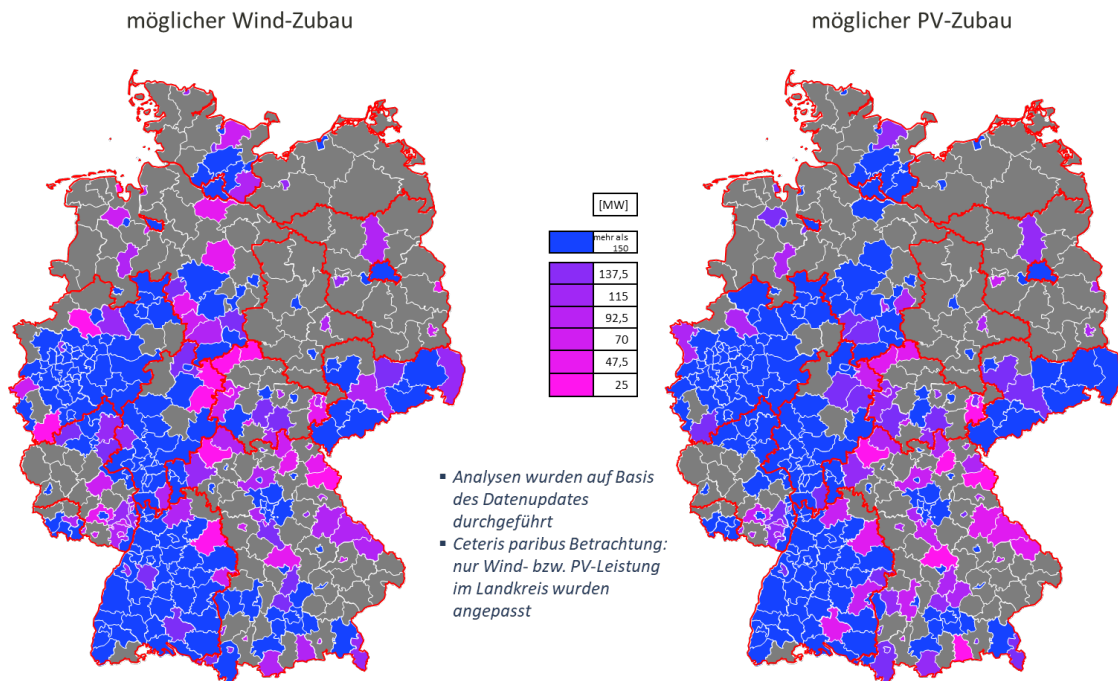 möglicher Wind-Zubau
möglicher PV-Zubau
[MW]
mehr als
150
137,5
115
92,5
70
47,5
25
▪ Analysen wurden auf Basis
des Datenupdates
durchgeführt
▪ Ceteris paribus Betrachtung:
nur Wind- bzw. PV-Leistung
im Landkreis wurden
angepasst